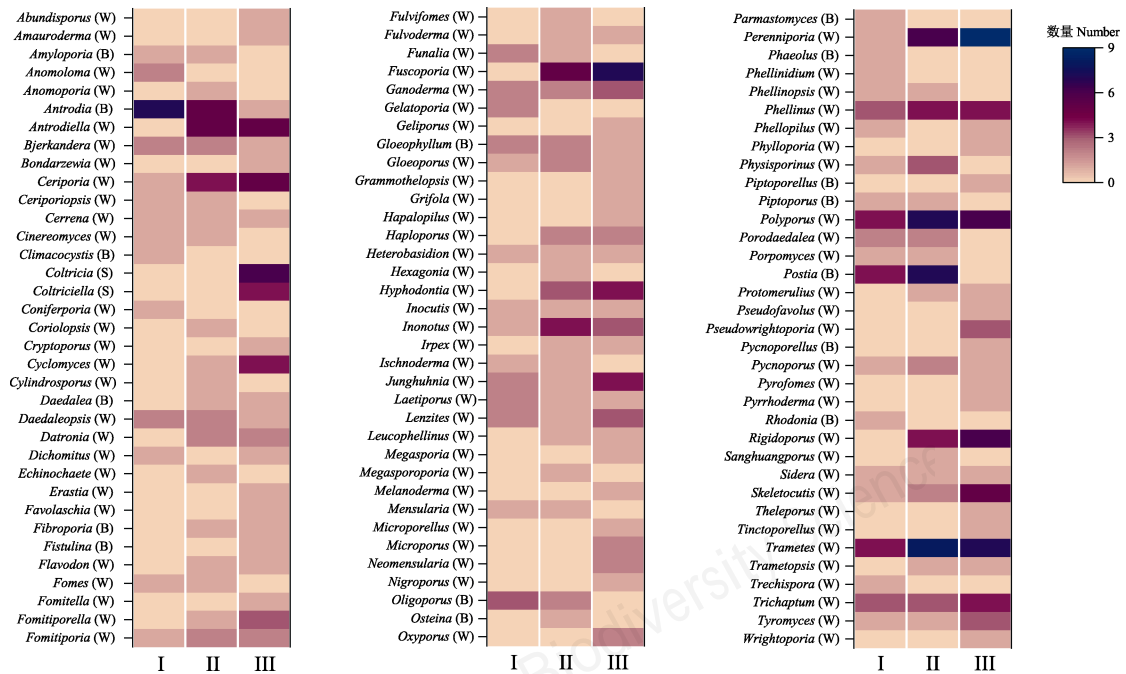 Abundisporus (W)
Amauroderma (W)
Amyloporia (B)
Anomoloma (W)
Anomoporia (W)
Antrodia (B)
Antrodiella (W)
Bjerkandera (W)
Bondarzewia (W)
Ceriporia (W)
Ceriporiopsis (W)
Cerrena (W)
Cinereomyces (W)
Climacocystis (B)
Coltricia (S)
Coltriciella (S)
Coniferporia (W)
Coriolopsis (W)
Cryptoporus (W)
Cyclomyces (W)
Cylindrosporus (W)
Daedalea (B)
Daedaleopsis (W)
Datronia (W)
Dichomitus (W)
Echinochaete (W)
Erastia (W)
Favolaschia (W)
Fibroporia (B)
Fistulina (B)
Flavodon (W)
Fomes (W)
Fomitella (W)
Fomitiporella (W)
Fomitiporia (W)
I II III
Fulvifomes (W)
Fulvoderma (W)
Funalia (W)
Fuscoporia (W)
Ganoderma (W)
Gelatoporia (W)
Geliporus (W)
Gloeophyllum (B)
Gloeoporus (W)
Grammothelopsis (W)
Grifola (W)
Hapalopilus (W)
Haploporus (W)
Heterobasidion (W)
Hexagonia (W)
Hyphodontia (W)
Inocutis (W)
Inonotus (W)
Irpex (W)
Ischnoderma (W)
Junghuhnia (W)
Laetiporus (W)
Lenzites (W)
Leucophellinus (W)
Megasporia (W)
Megasporoporia (W)
Melanoderma (W)
Mensularia (W)
Microporellus (W)
Microporus (W)
Neomensularia (W)
Nigroporus (W)
Oligoporus (B)
Osteina (B)
Oxyporus (W)
I II III
Parmastomyces (B)
Perenniporia (W)
Phaeolus (B)
Phellinidium (W)
Phellinopsis (W)
Phellinus (W)
Phellopilus (W)
Phylloporia (W)
Physisporinus (W)
Piptoporellus (B)
Piptoporus (B)
Polyporus (W)
Porodaedalea (W)
Porpomyces (W)
Postia (B)
Protomerulius (W)
Pseudofavolus (W)
Pseudowrightoporia (W)
Pycnoporellus (B)
Pycnoporus (W)
Pyrofomes (W)
Pyrrhoderma (W)
Rhodonia (B)
Rigidoporus (W)
Sanghuangporus (W)
Sidera (W)
Skeletocutis (W)
Theleporus (W)
Tinctoporellus (W)
Trametes (W)
Trametopsis (W)
Trechispora (W)
Trichaptum (W)
Tyromyces (W)
Wrightoporia (W)
I II III
数量 Number
9
6
3
0
Biodiversity Science